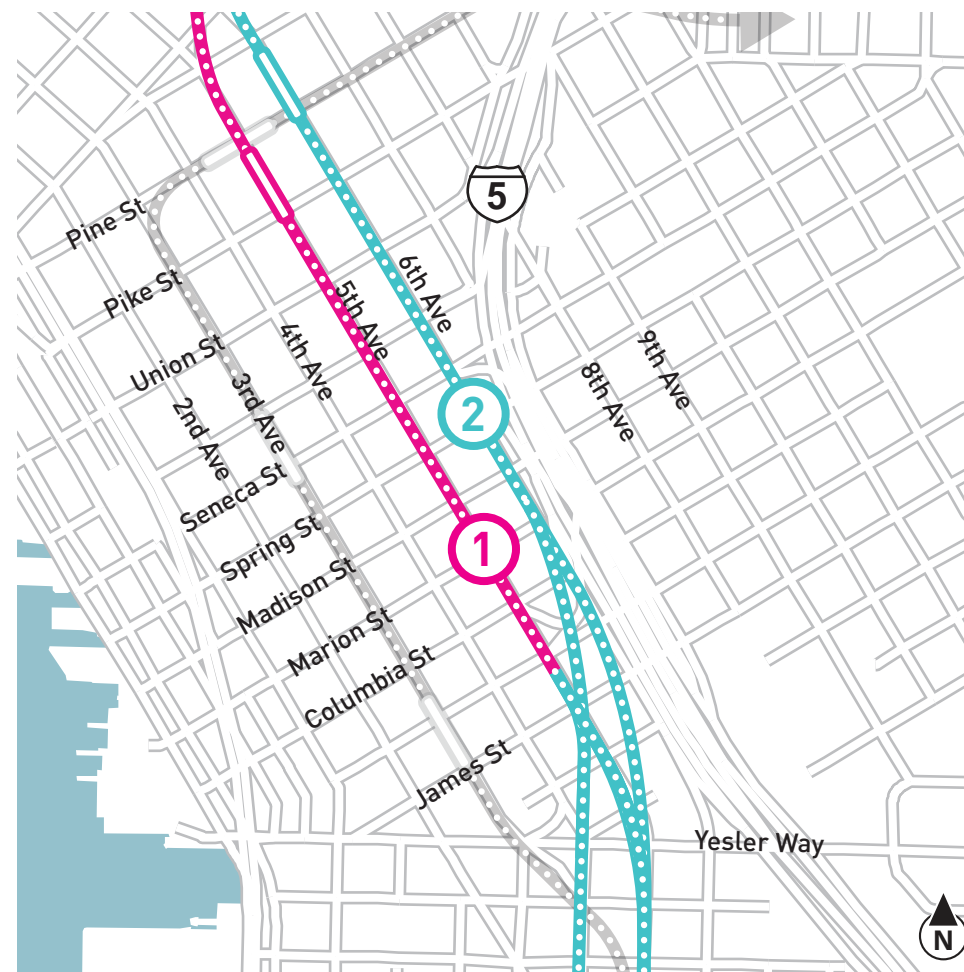 5
Pine St
Pike St
6th Ave
5th Ave
4th Ave
Union St
3rd Ave
2nd Ave
9th Ave
8th Ave
2
Seneca St
Spring St
1
Madison St
Marion St
Columbia St
James St
Yesler Way
N